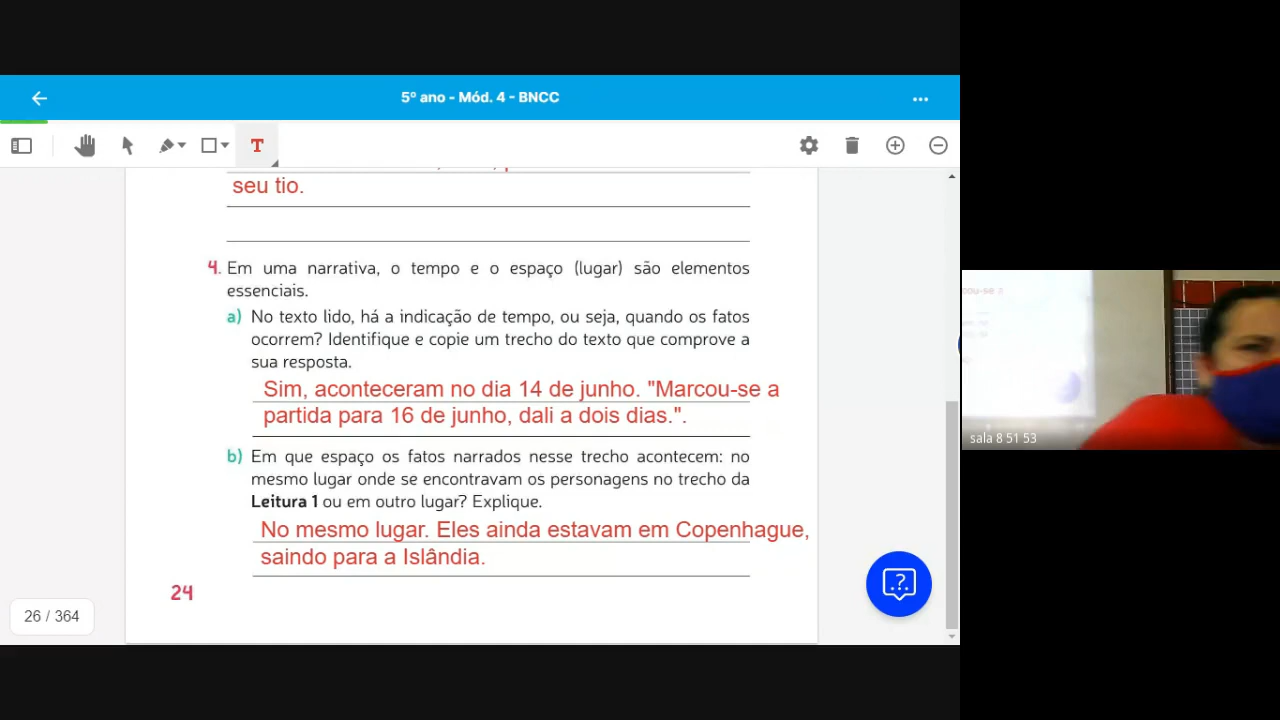 5º ano - Mód. 4 - BNCC
T
seu tio.
4. Em uma narrativa, o tempo e o espaço (lugar) são elementos
essenciais.
a) No texto lido, há a indicação de tempo, ou seja, quando os fatos
ocorrem? Identifique e copie um trecho do texto que comprove a
sua resposta.
Sim, aconteceram no dia 14 de junho. "Marcou-se a
partida para 16 de junho, dali a dois dias.".
b) Em que espaço os fatos narrados nesse trecho acontecem: no
mesmo lugar onde se encontravam os personagens no trecho da
Leitura 1 ou em outro lugar? Explique.
No mesmo lugar. Eles ainda estavam em Copenhague,
saindo para a Islândia.
24
26 / 364
sala 8 51 53